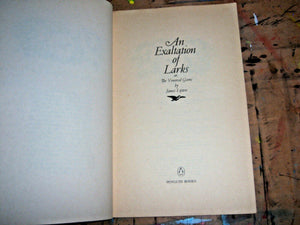 An
Exaltation
of
Larks
or
The Venereal Game
by
James Lipton
PENGUIN BOOKS